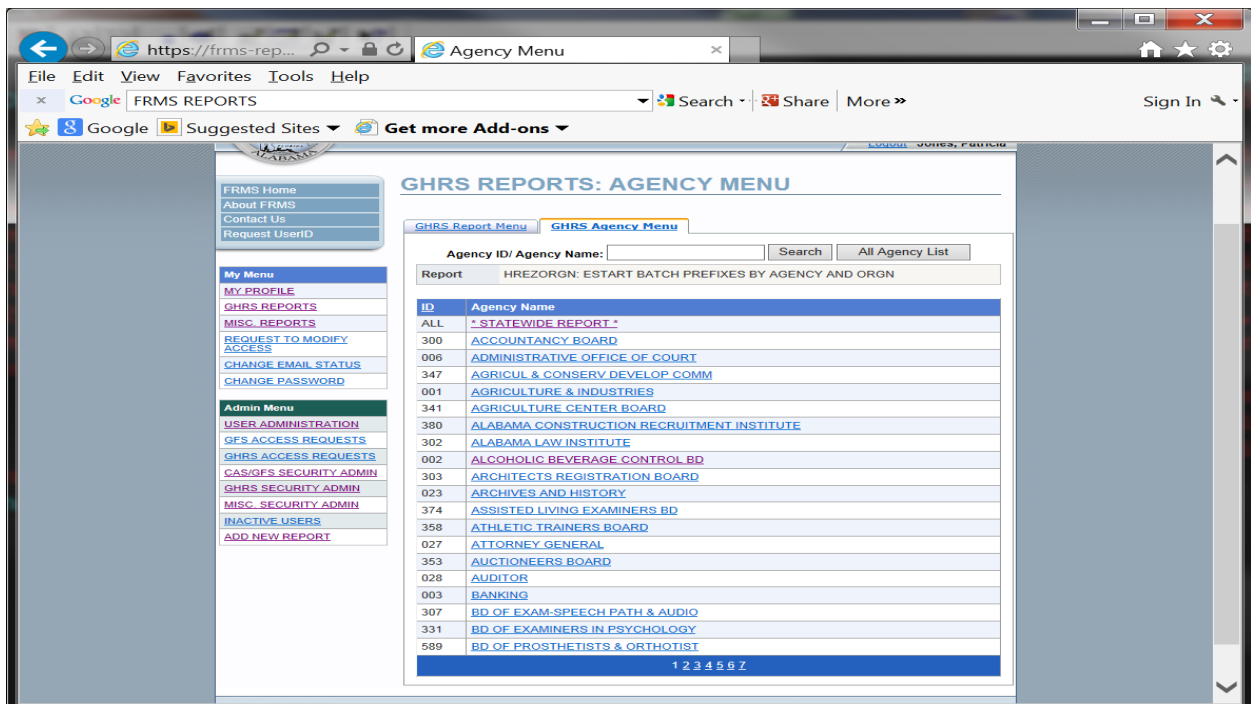 https://frms-rep... Agency Menu
File Edit View Favorites Tools Help
Google FRMS REPORTS Search Share More » Sign In
Google Suggested Sites Get more Add-ons
ALABAMA
Logout Jones, Patricia
FRMS Home
About FRMS
Contact Us
Request UserID
My Menu
MY PROFILE
GHRS REPORTS
MISC. REPORTS
REQUEST TO MODIFY
ACCESS
CHANGE EMAIL STATUS
CHANGE PASSWORD
Admin Menu
USER ADMINISTRATION
GFS ACCESS REQUESTS
GHRS ACCESS REQUESTS
CAS/GFS SECURITY ADMIN
GHRS SECURITY ADMIN
MISC. SECURITY ADMIN
INACTIVE USERS
ADD NEW REPORT
GHRS REPORTS: AGENCY MENU
GHRS Report Menu GHRS Agency Menu
Agency ID/ Agency Name: Search All Agency List
Report HREZORGN: ESTART BATCH PREFIXES BY AGENCY AND ORGN
ID Agency Name
ALL * STATEWIDE REPORT *
300 ACCOUNTANCY BOARD
006 ADMINISTRATIVE OFFICE OF COURT
347 AGRICUL & CONSERV DEVELOP COMM
001 AGRICULTURE & INDUSTRIES
341 AGRICULTURE CENTER BOARD
380 ALABAMA CONSTRUCTION RECRUITMENT INSTITUTE
302 ALABAMA LAW INSTITUTE
002 ALCOHOLIC BEVERAGE CONTROL BD
303 ARCHITECTS REGISTRATION BOARD
023 ARCHIVES AND HISTORY
374 ASSISTED LIVING EXAMINERS BD
358 ATHLETIC TRAINERS BOARD
027 ATTORNEY GENERAL
353 AUCTIONEERS BOARD
028 AUDITOR
003 BANKING
307 BD OF EXAM-SPEECH PATH & AUDIO
331 BD OF EXAMINERS IN PSYCHOLOGY
589 BD OF PROSTHETISTS & ORTHOTIST
1 2 3 4 5 6 7